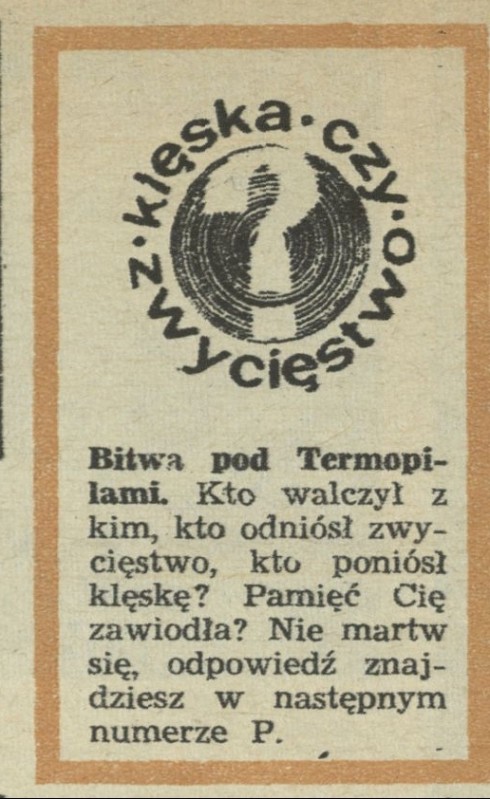 klęska·czy·
zwycięstwo·
Bitwa pod Termopi-
lami. Kto walczył z
kim, kto odniósł zwy-
cięstwo, kto poniósł
klęskę? Pamięć Cię
zawiodła? Nie martw
się, odpowiedź znaj-
dziesz w następnym
numerze P.